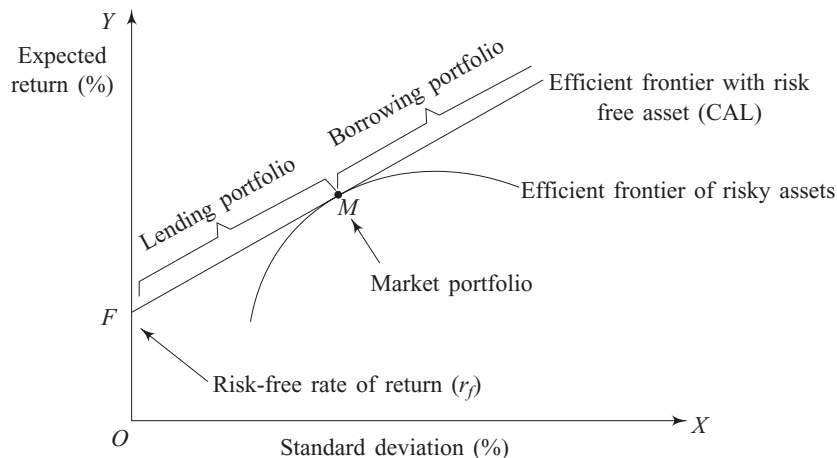 Y
Expected
return (%)
Borrowing portfolio
Efficient frontier with risk
free asset (CAL)
Lending portfolio
Efficient frontier of risky assets
M
Market portfolio
F
Risk-free rate of return (rf)
O
Standard deviation (%)
X